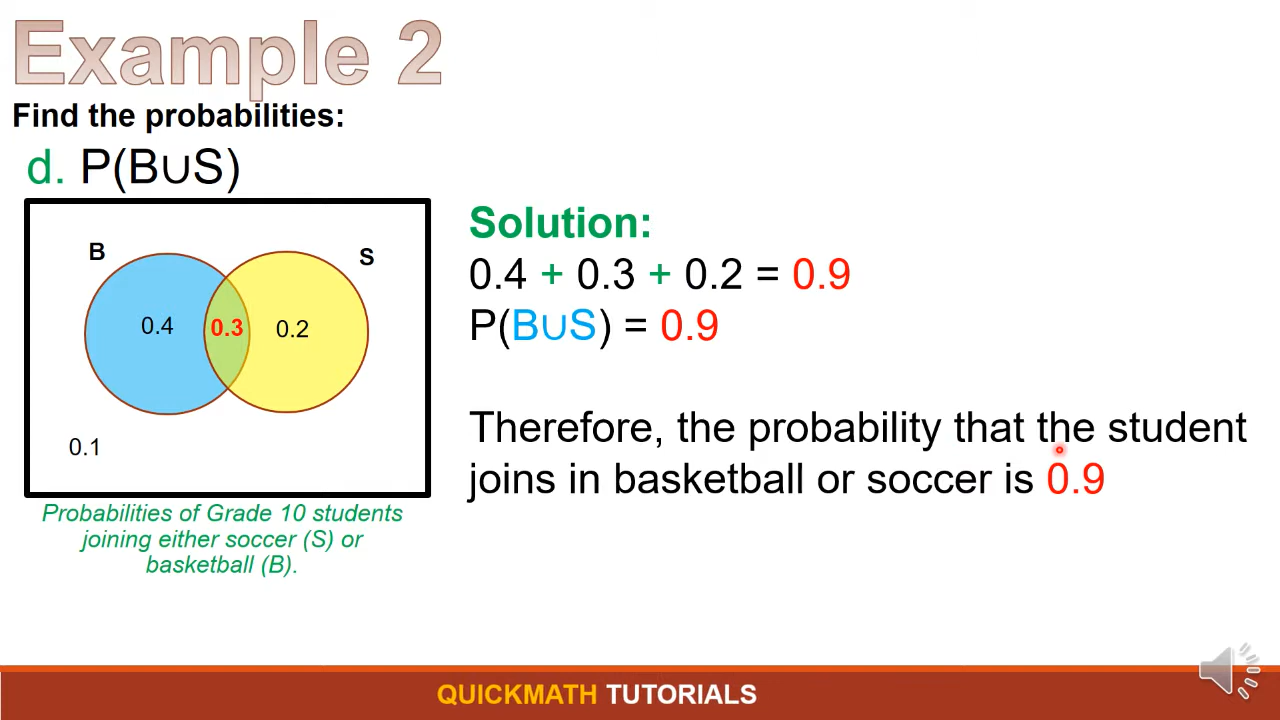 Example 2
Find the probabilities:
d. P(B∪S)
B
S
0.4
0.3
0.2
0.1
Probabilities of Grade 10 students
joining either soccer (S) or
basketball (B).
Solution:
0.4 + 0.3 + 0.2 = 0.9
P(B∪S) = 0.9
Therefore, the probability that the student
joins in basketball or soccer is 0.9
QUICKMATH TUTORIALS